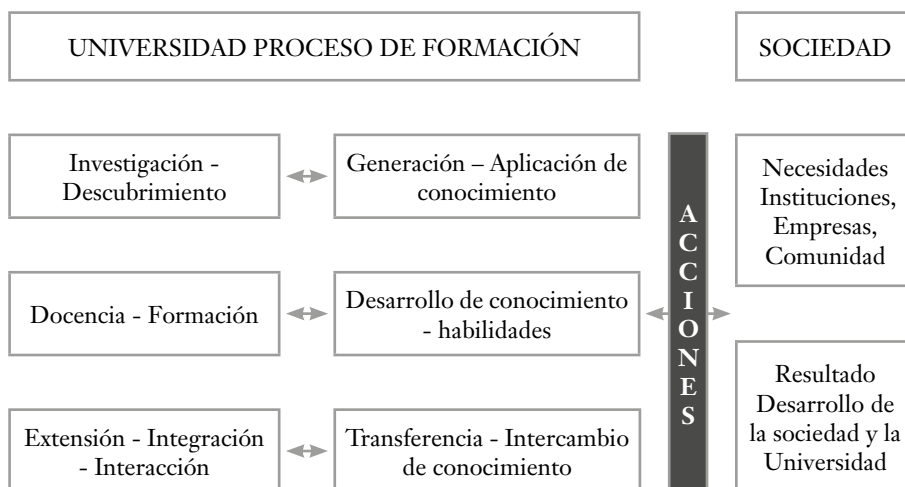 UNIVERSIDAD PROCESO DE FORMACIÓN
SOCIEDAD
Investigación -
Descubrimiento
Generación – Aplicación de
conocimiento
Docencia - Formación
Desarrollo de conocimiento
- habilidades
Extensión - Integración
- Interacción
Transferencia - Intercambio
de conocimiento
ACCIONES
Necesidades
Instituciones,
Empresas,
Comunidad
Resultado
Desarrollo de
la sociedad y la
Universidad